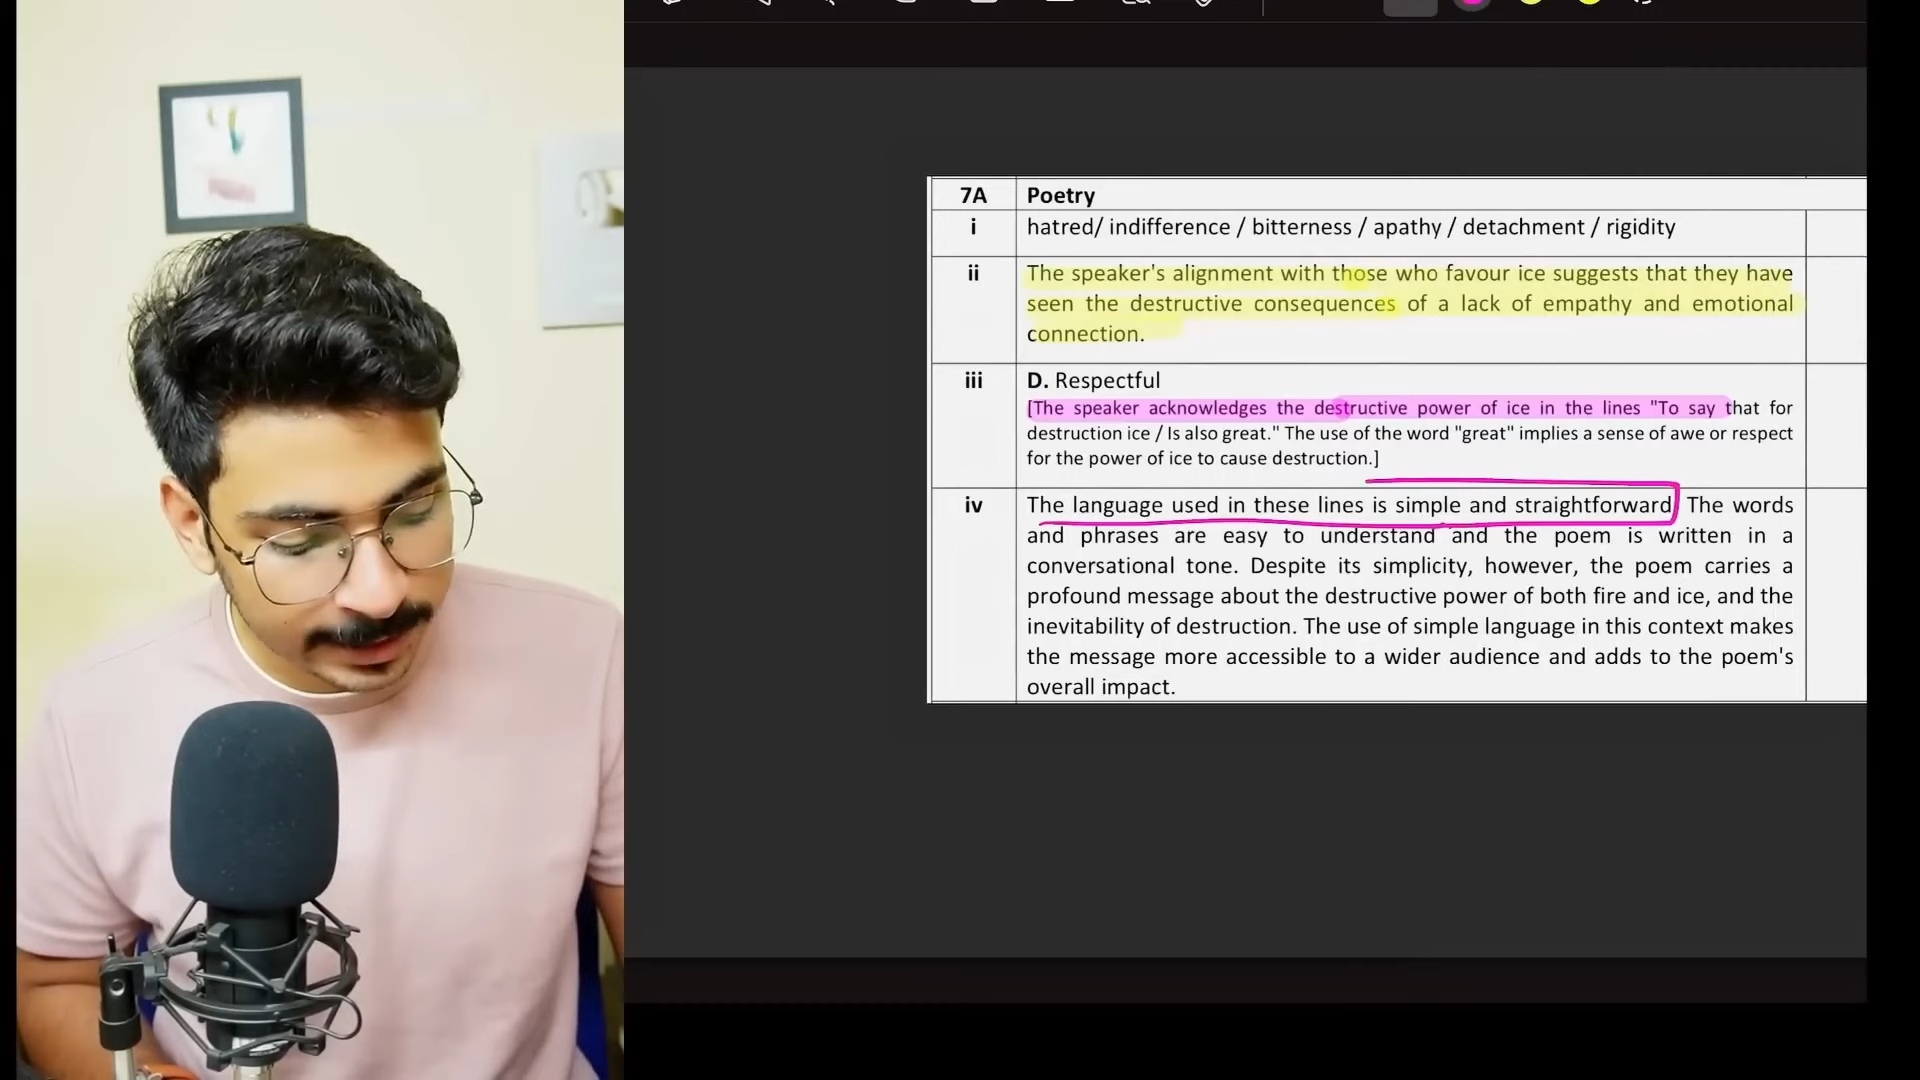 7A Poetry
i hatred/ indifference / bitterness / apathy / detachment / rigidity
ii The speaker's alignment with those who favour ice suggests that they have
seen the destructive consequences of a lack of empathy and emotional
connection.
iii D. Respectful
[The speaker acknowledges the destructive power of ice in the lines "To say that for
destruction ice / Is also great." The use of the word "great" implies a sense of awe or respect
for the power of ice to cause destruction.]
iv The language used in these lines is simple and straightforward The words
and phrases are easy to understand and the poem is written in a
conversational tone. Despite its simplicity, however, the poem carries a
profound message about the destructive power of both fire and ice, and the
inevitability of destruction. The use of simple language in this context makes
the message more accessible to a wider audience and adds to the poem's
overall impact.